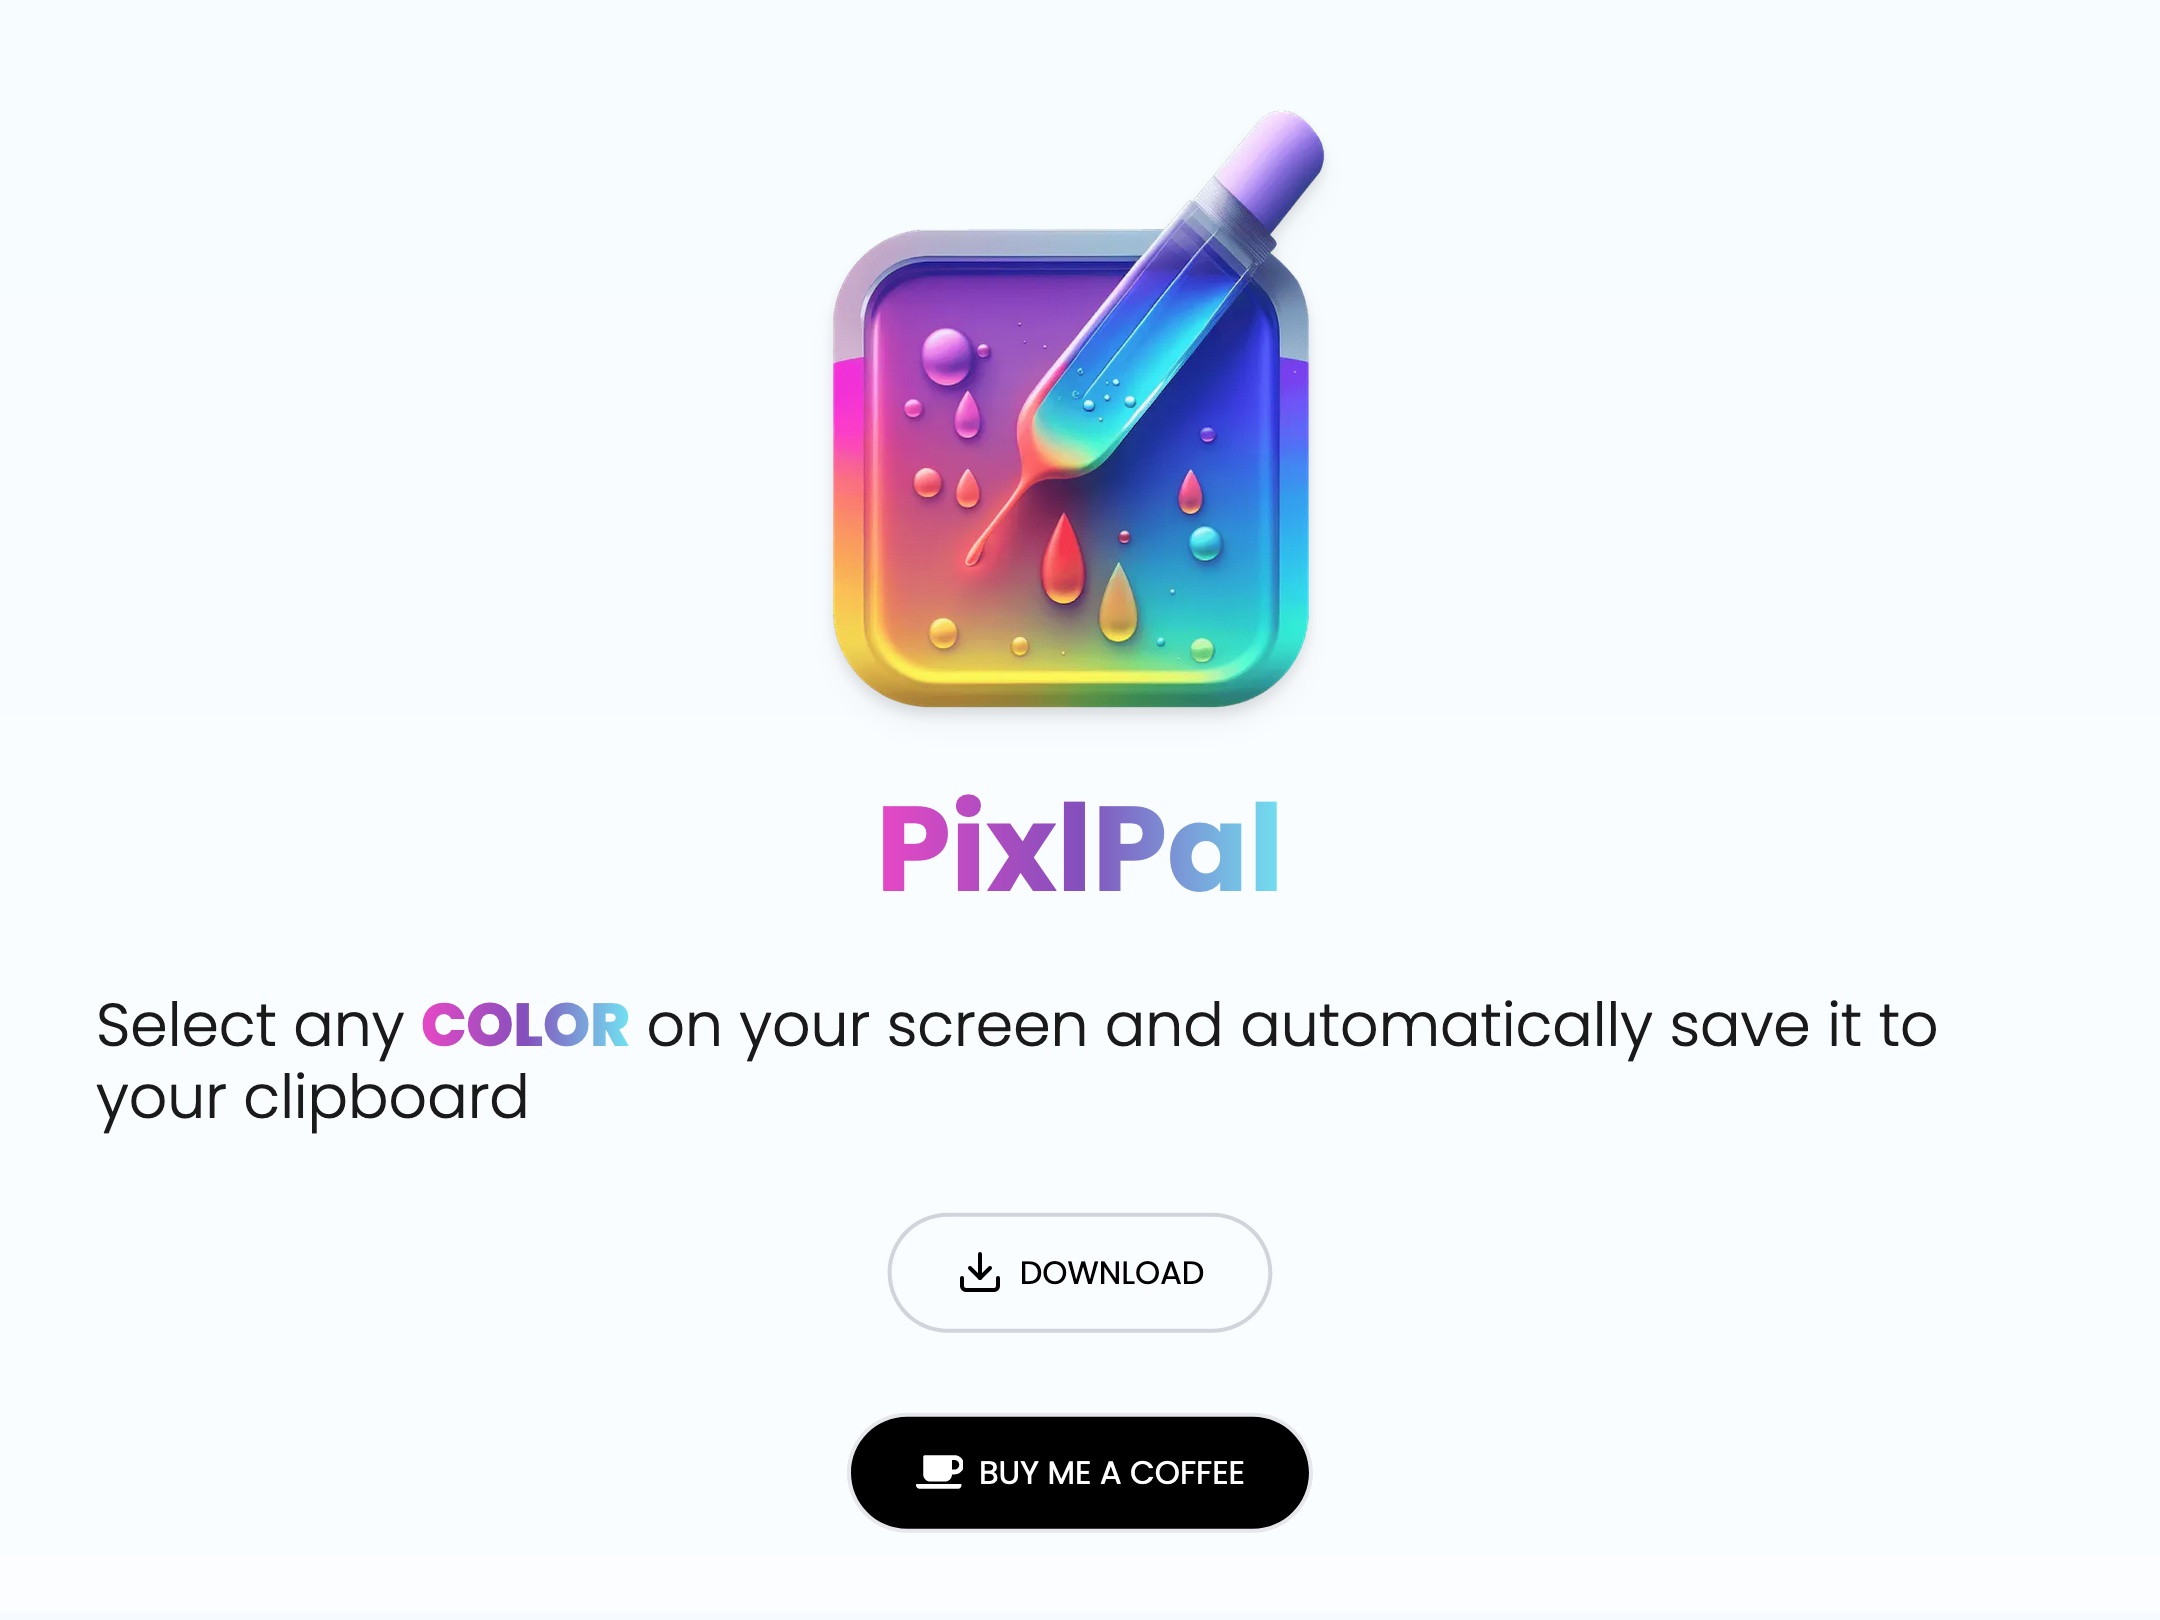 PixlPal
Select any COLOR on your screen and automatically save it to
your clipboard
DOWNLOAD
BUY ME A COFFEE